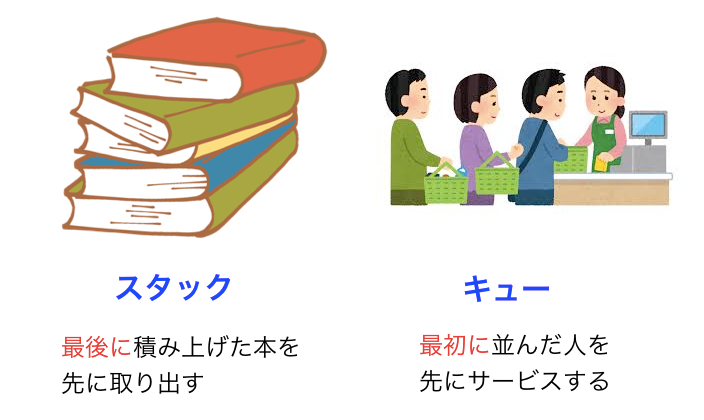 スタック
最後に積み上げた本を
先に取り出す
キュー
最初に並んだ人を
先にサービスする